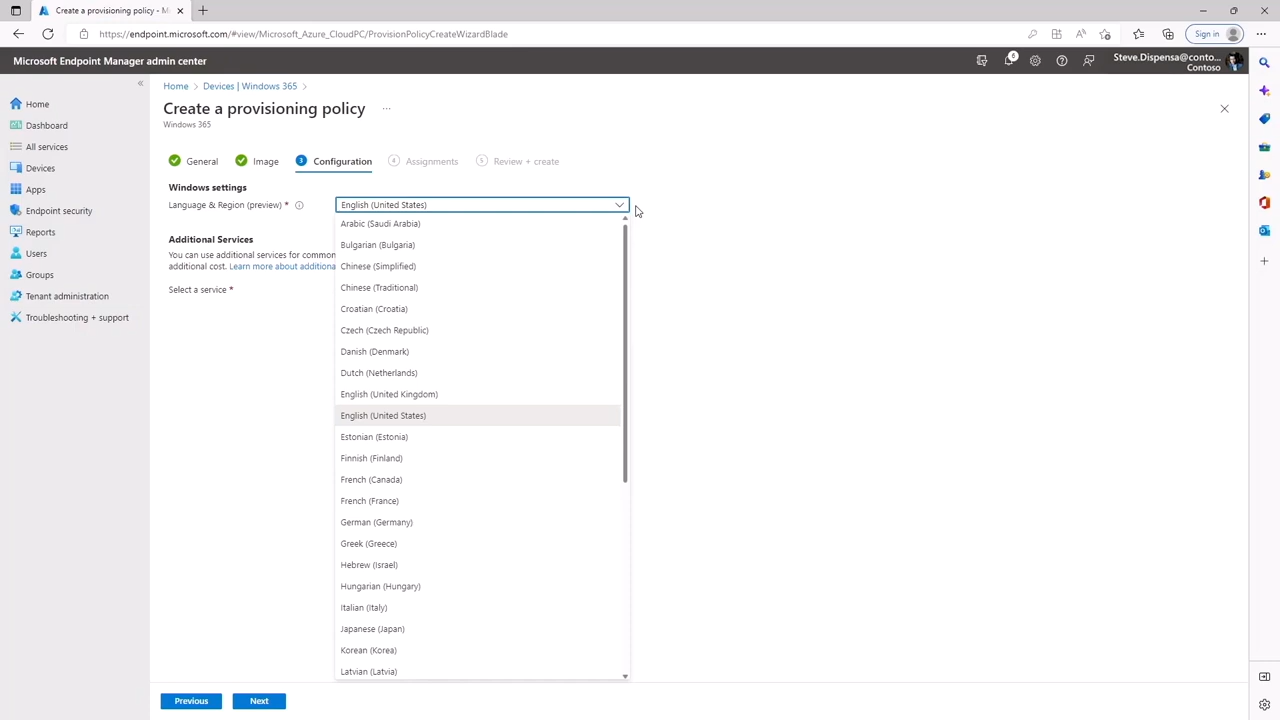 Create a provisioning policy - M
https://endpoint.microsoft.com/#view/Microsoft_Azure_CloudPC/ProvisionPolicyCreateWizardBlade
Sign in
Microsoft Endpoint Manager admin center
6
Steve.Dispensa@conto...
Contoso
Home
Dashboard
All services
Devices
Apps
Endpoint security
Reports
Users
Groups
Tenant administration
Troubleshooting + support
Home > Devices | Windows 365 >
Create a provisioning policy ...
Windows 365
General
Image
3 Configuration
4 Assignments
5 Review + create
Windows settings
Language & Region (preview) *
English (United States)
Arabic (Saudi Arabia)
Bulgarian (Bulgaria)
Chinese (Simplified)
Chinese (Traditional)
Croatian (Croatia)
Czech (Czech Republic)
Danish (Denmark)
Dutch (Netherlands)
English (United Kingdom)
English (United States)
Estonian (Estonia)
Finnish (Finland)
French (Canada)
French (France)
German (Germany)
Greek (Greece)
Hebrew (Israel)
Hungarian (Hungary)
Italian (Italy)
Japanese (Japan)
Korean (Korea)
Latvian (Latvia)
Additional Services
You can use additional services for common
additional cost. Learn more about additiona
Select a service *
Previous
Next